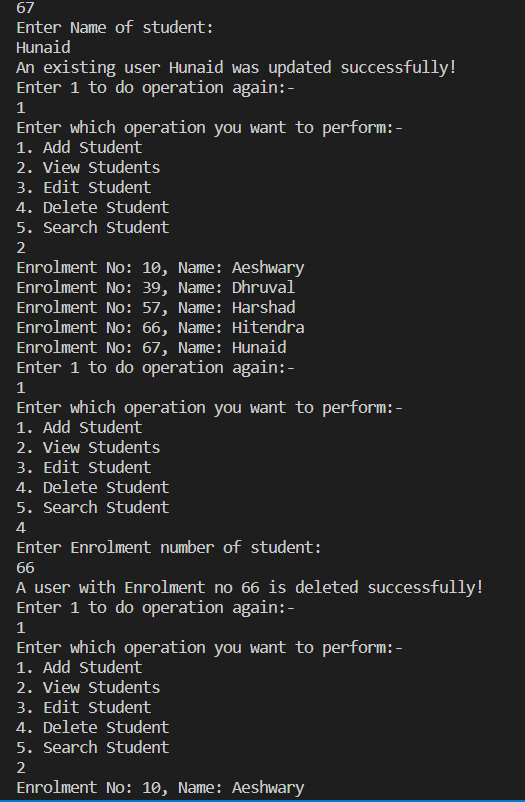 67
Enter Name of student:
Hunaid
An existing user Hunaid was updated successfully!
Enter 1 to do operation again:-
1
Enter which operation you want to perform:-
1. Add Student
2. View Students
3. Edit Student
4. Delete Student
5. Search Student
2
Enrolment No: 10, Name: Aeshwary
Enrolment No: 39, Name: Dhruval
Enrolment No: 57, Name: Harshad
Enrolment No: 66, Name: Hitendra
Enrolment No: 67, Name: Hunaid
Enter 1 to do operation again:-
1
Enter which operation you want to perform:-
1. Add Student
2. View Students
3. Edit Student
4. Delete Student
5. Search Student
4
Enter Enrolment number of student:
66
A user with Enrolment no 66 is deleted successfully!
Enter 1 to do operation again:-
1
Enter which operation you want to perform:-
1. Add Student
2. View Students
3. Edit Student
4. Delete Student
5. Search Student
2
Enrolment No: 10, Name: Aeshwary